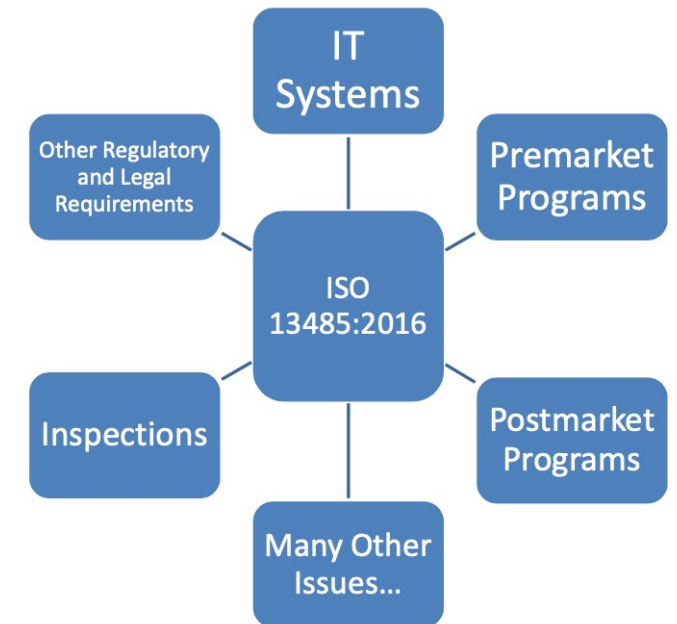 IT
Systems
Other Regulatory
and Legal
Requirements
Premarket
Programs
ISO
13485:2016
Inspections
Postmarket
Programs
Many Other
Issues...